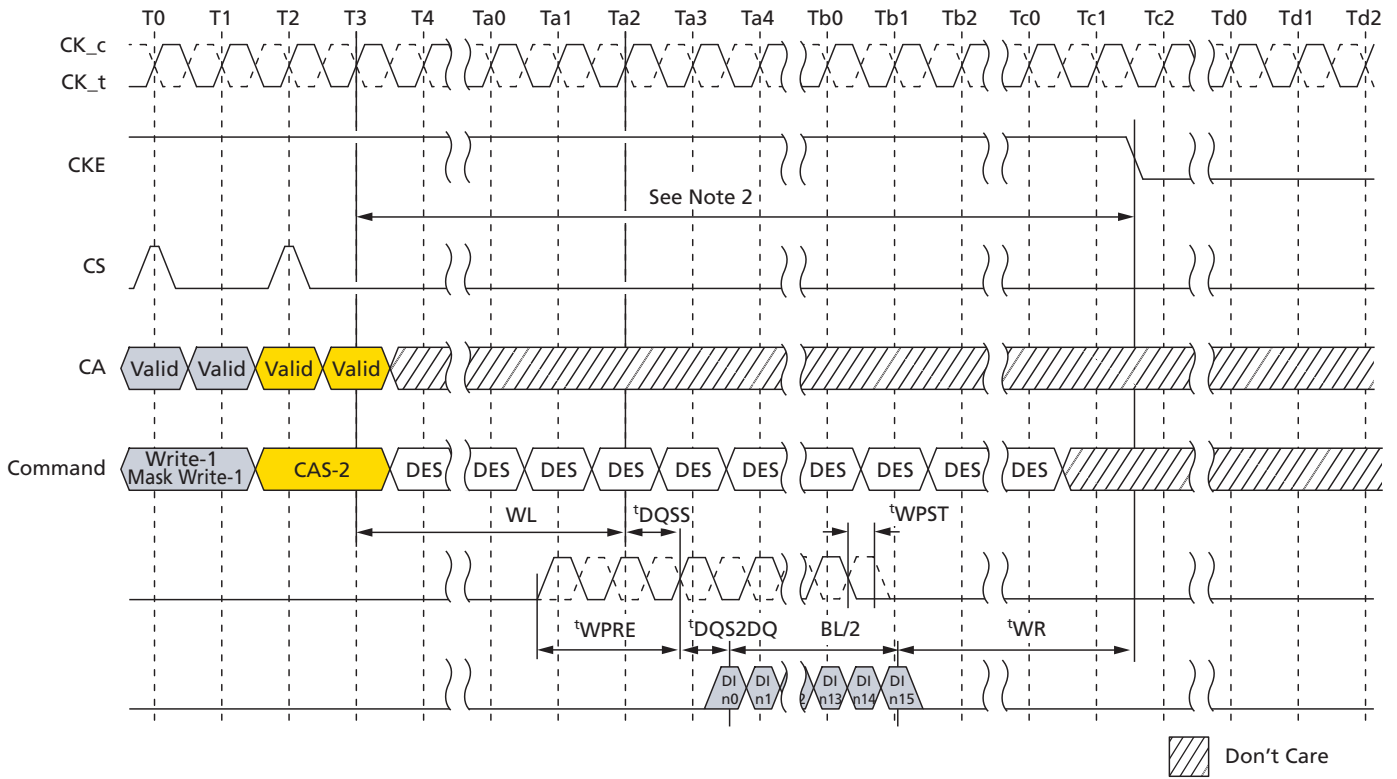 T0 T1 T2 T3 T4 Ta0 Ta1 Ta2 Ta3 Ta4 Tb0 Tb1 Tb2 Tc0 Tc1 Tc2 Td0 Td1 Td2
CK_c
CK_t
CKE
See Note 2
CS
CA Valid Valid Valid Valid
Command Write-1 Mask Write-1 CAS-2 DES DES DES DES DES DES DES DES DES DES
WL tDQSS tWPST
tWPRE tDQS2DQ BL/2 tWR
DI DI DI DI DI
n0 n1 2 n13 n14 n15
Don't Care